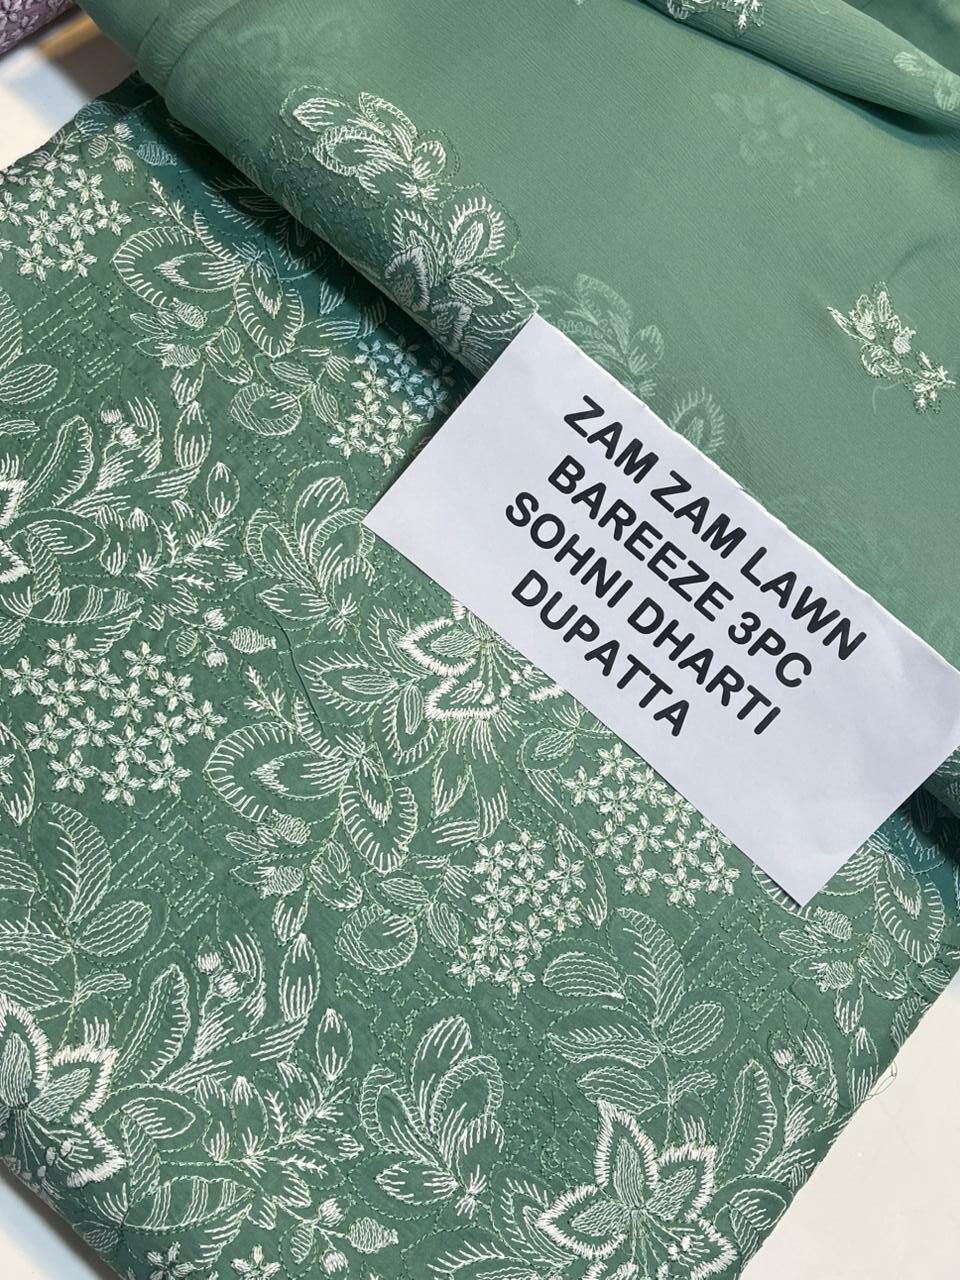 ZAM ZAM LAWN
BAREEZE 3PC
SOHNI DHARTI
DUPATTA